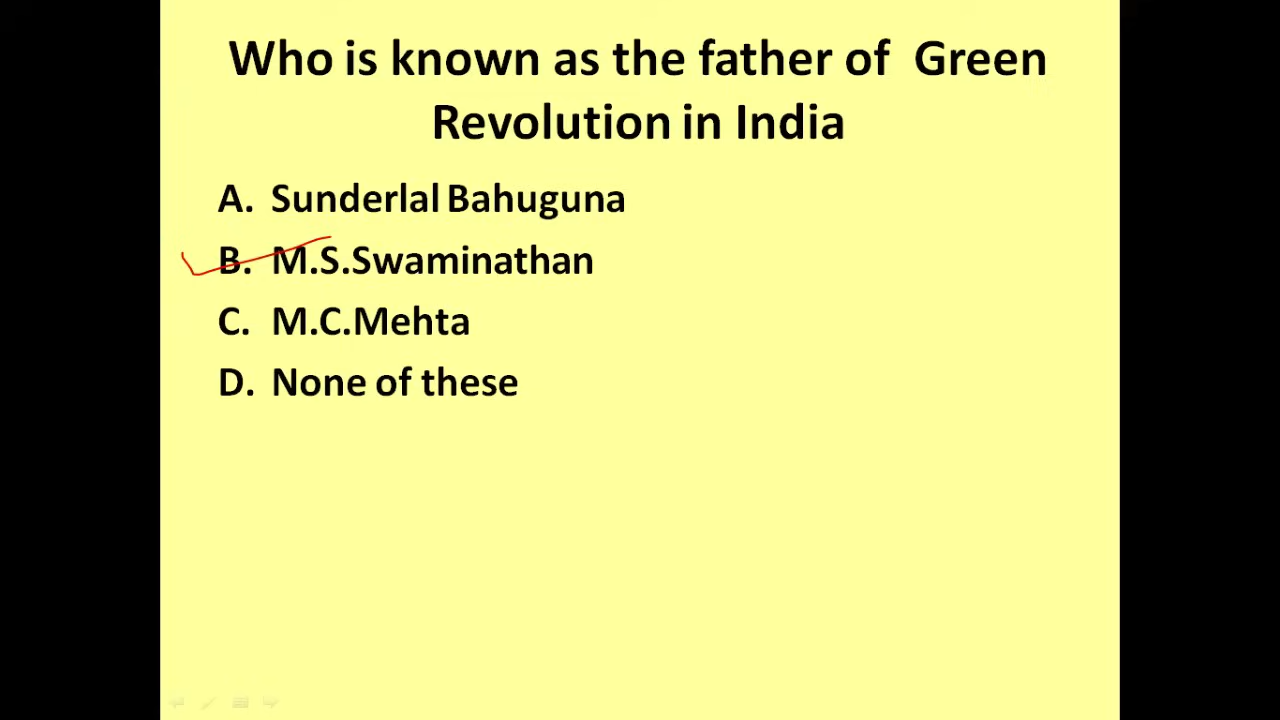 Who is known as the father of  Green
Revolution in India
A. Sunderlal Bahuguna
B. M.S.Swaminathan
C. M.C.Mehta
D. None of these